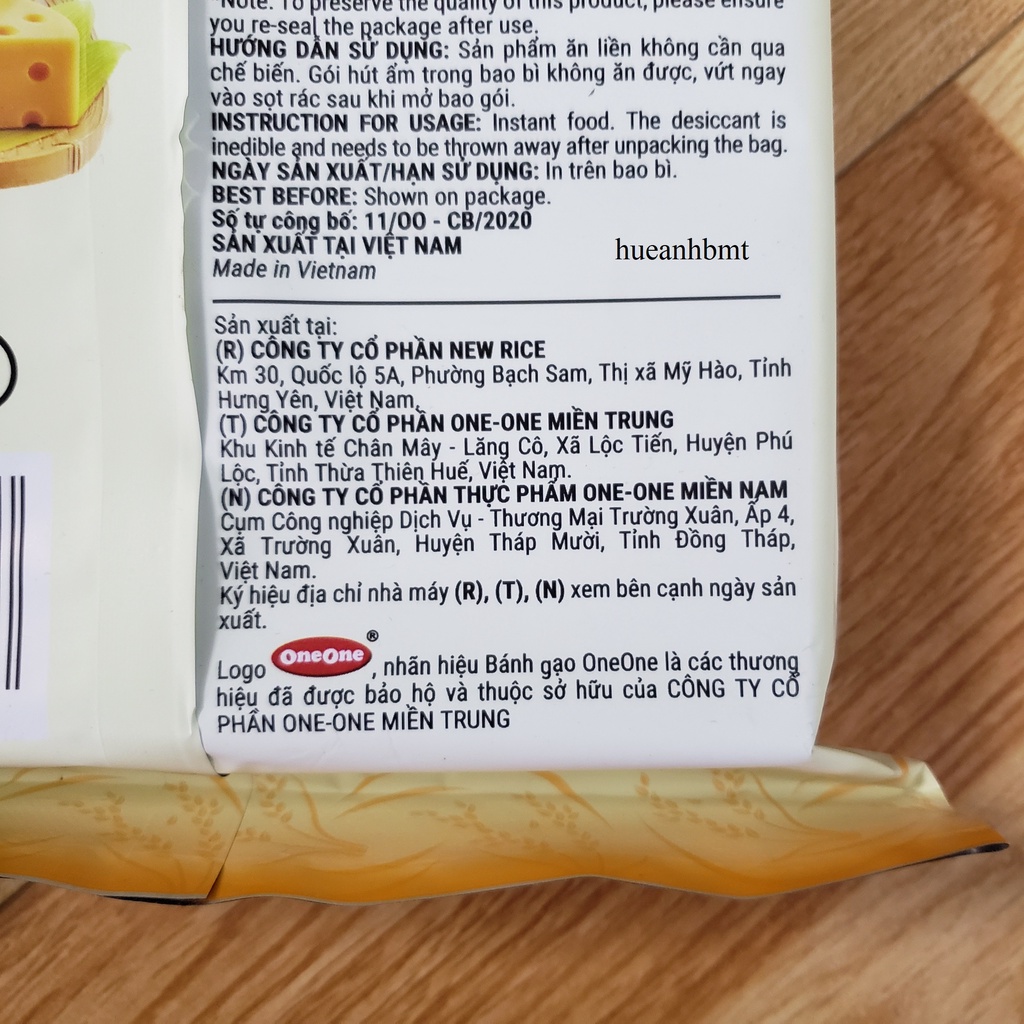 *Note: To preserve the quality of this product, please ensure
you re-seal the package after use.
HƯỚNG DẪN SỬ DỤNG: Sản phẩm ăn liền không cần qua
chế biến. Gói hút ẩm trong bao bì không ăn được, vứt ngay
vào sọt rác sau khi mở bao gói.
INSTRUCTION FOR USAGE: Instant food. The desiccant is
inedible and needs to be thrown away after unpacking the bag.
NGÀY SẢN XUẤT/HẠN SỬ DỤNG: In trên bao bì.
BEST BEFORE: Shown on package.
Số tự công bố: 11/OO - CB/2020
SẢN XUẤT TẠI VIỆT NAM
hueanhbmt
Made in Vietnam
Sản xuất tại:
(R) CÔNG TY CỔ PHẦN NEW RICE
Km 30, Quốc lộ 5A, Phường Bạch Sam, Thị xã Mỹ Hào, Tỉnh
Hưng Yên, Việt Nam.
(T) CÔNG TY CỔ PHẦN ONE-ONE MIỀN TRUNG
Khu Kinh tế Chân Mây - Lăng Cô, Xã Lộc Tiến, Huyện Phú
Lộc, Tỉnh Thừa Thiên Huế, Việt Nam.
(N) CÔNG TY CỔ PHẦN THỰC PHẨM ONE-ONE MIỀN NAM
Cụm Công nghiệp Dịch Vụ - Thương Mại Trường Xuân, Ấp 4,
Xã Trường Xuân, Huyện Tháp Mười, Tỉnh Đồng Tháp,
Việt Nam.
Ký hiệu địa chỉ nhà máy (R), (T), (N) xem bên cạnh ngày sản
xuất.
Logo OneOne®, nhãn hiệu Bánh gạo OneOne là các thương
hiệu đã được bảo hộ và thuộc sở hữu của CÔNG TY CỔ
PHẦN ONE-ONE MIỀN TRUNG